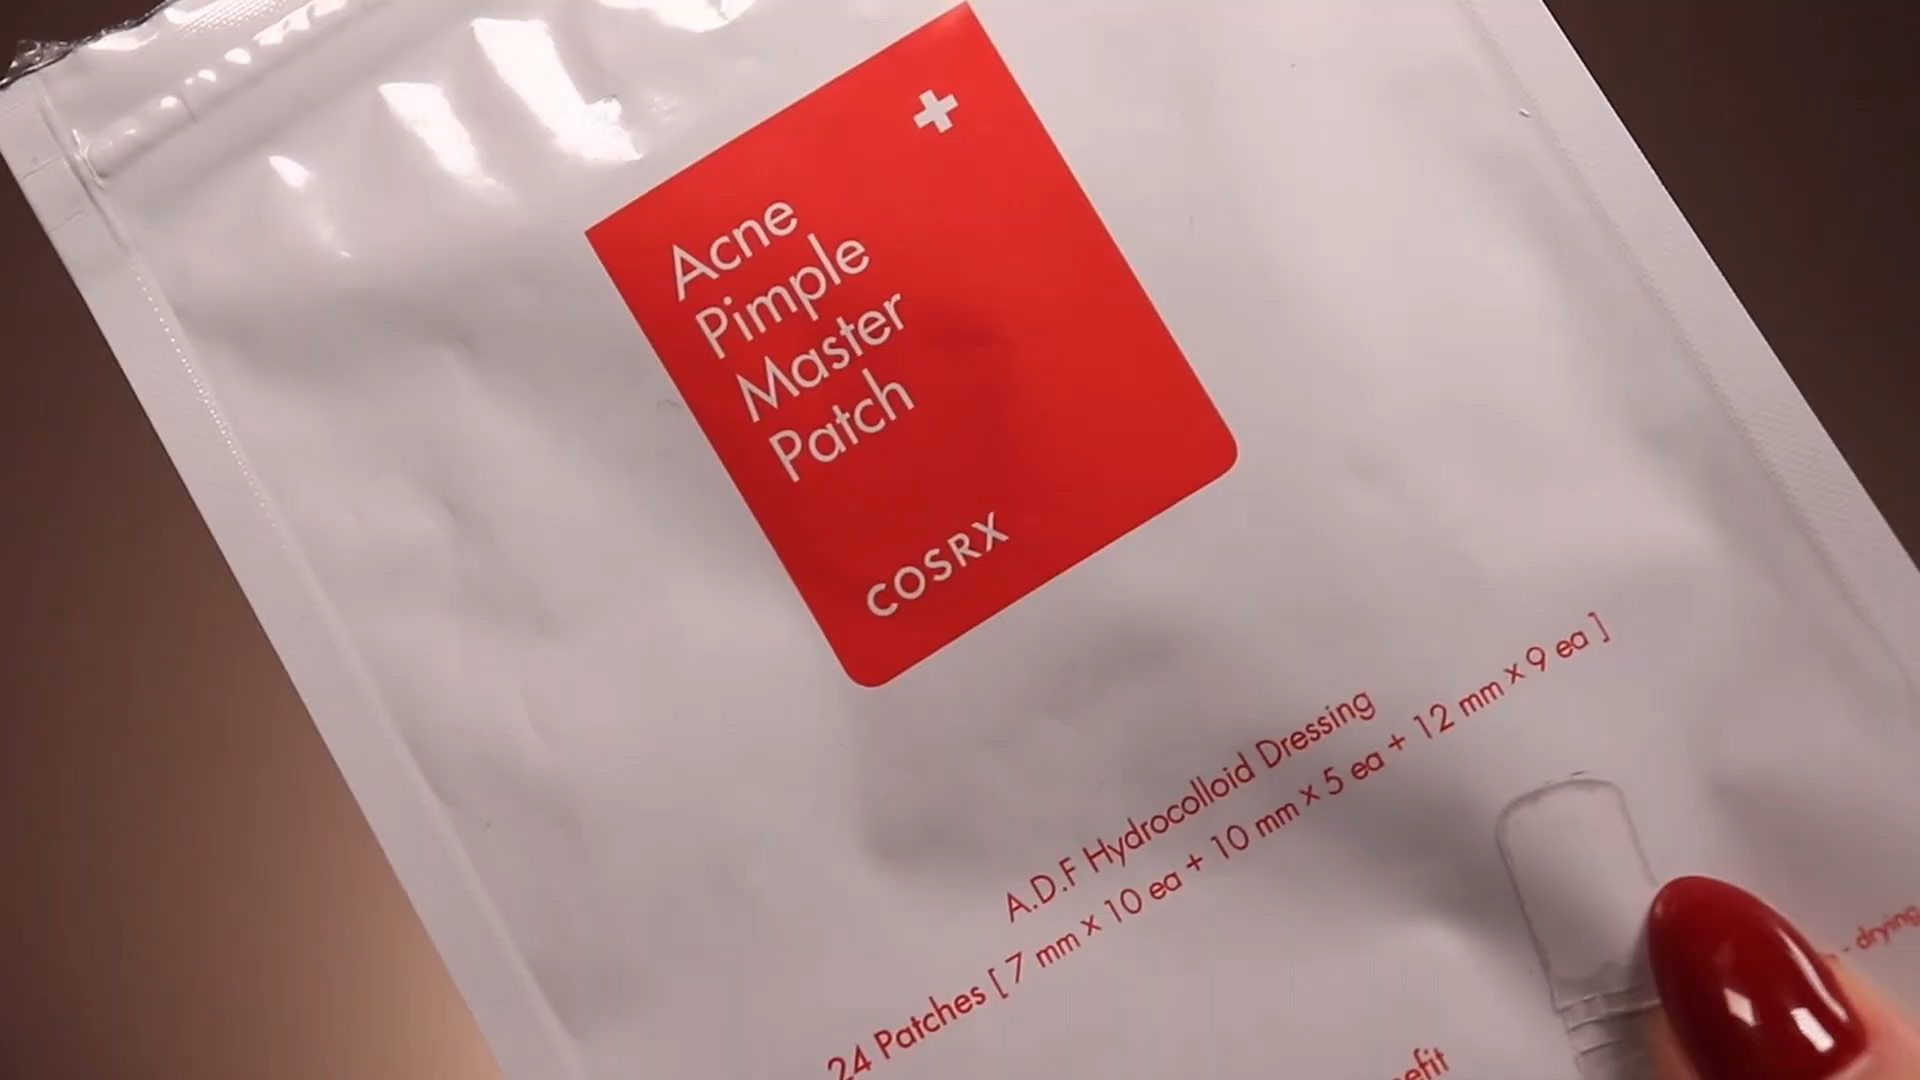 Acne
Pimple
Master
Patch
COSRX
A.D.F Hydrocolloid Dressing
24 Patches [ 7 mm x 10 ea + 10 mm x 5 ea + 12 mm x 9 ea ]
drying